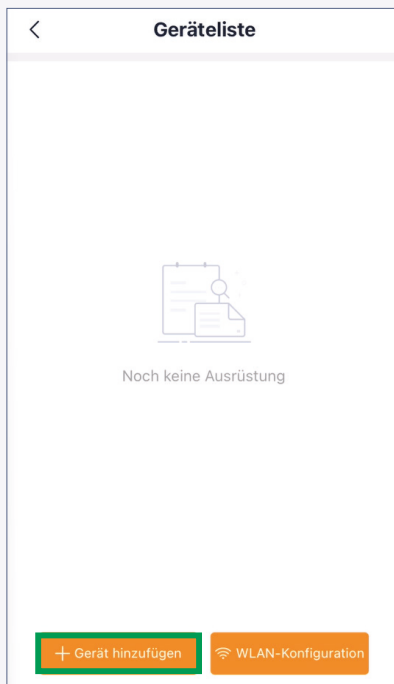 Geräteliste
Noch keine Ausrüstung
Gerät hinzufügen
WLAN-Konfiguration